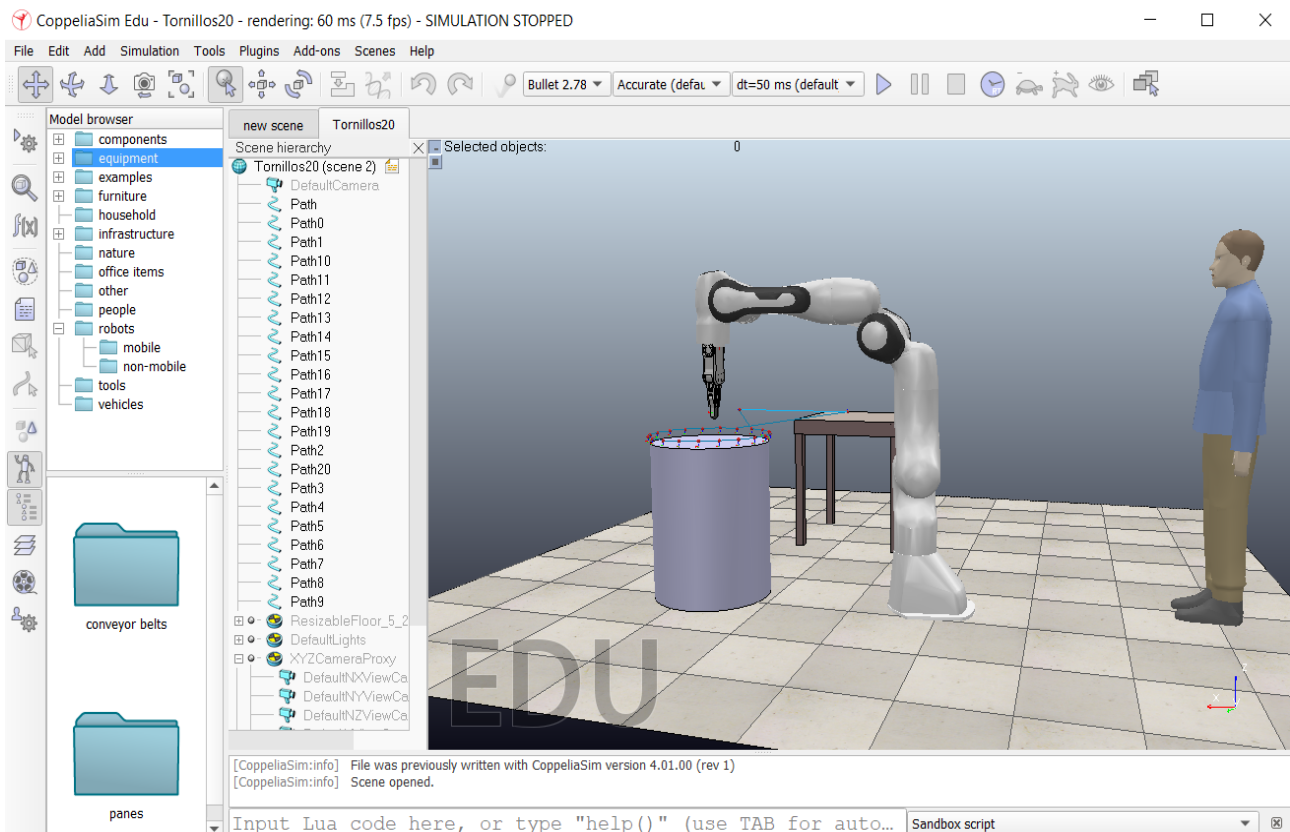 CoppeliaSim Edu - Tornillos20 - rendering: 60 ms (7.5 fps) - SIMULATION STOPPED
File Edit Add Simulation Tools Plugins Add-ons Scenes Help
Bullet 2.78 Accurate (defau dt=50 ms (default
Model browser
components
equipment
examples
furniture
household
infrastructure
nature
office items
other
people
robots
mobile
non-mobile
tools
vehicles
conveyor belts
panes
new scene Tornillos20
Scene hierarchy
Tornillos20 (scene 2)
DefaultCamera
Path
Path0
Path1
Path10
Path11
Path12
Path13
Path14
Path15
Path16
Path17
Path18
Path19
Path2
Path20
Path3
Path4
Path5
Path6
Path7
Path8
Path9
ResizableFloor_5_2
DefaultLights
XYZCameraProxy
DefaultNXViewCa
DefaultNYViewCa
DefaultNZViewCa
Selected objects: 0
EDU
[CoppeliaSim:info] File was previously written with CoppeliaSim version 4.01.00 (rev 1)
[CoppeliaSim:info] Scene opened.
Input Lua code here, or type "help()" (use TAB for auto…
Sandbox script